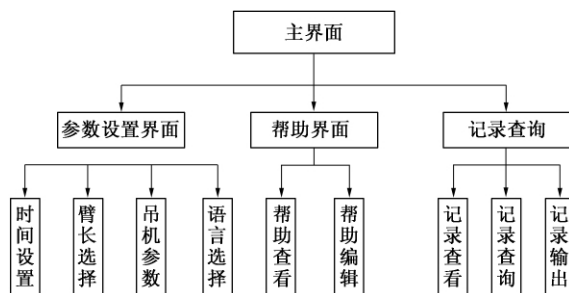 主界面
参数设置界面
帮助界面
记录查询
时间设置
臂长选择
吊机参数
语言选择
帮助查看
帮助编辑
记录查看
记录查询
记录输出